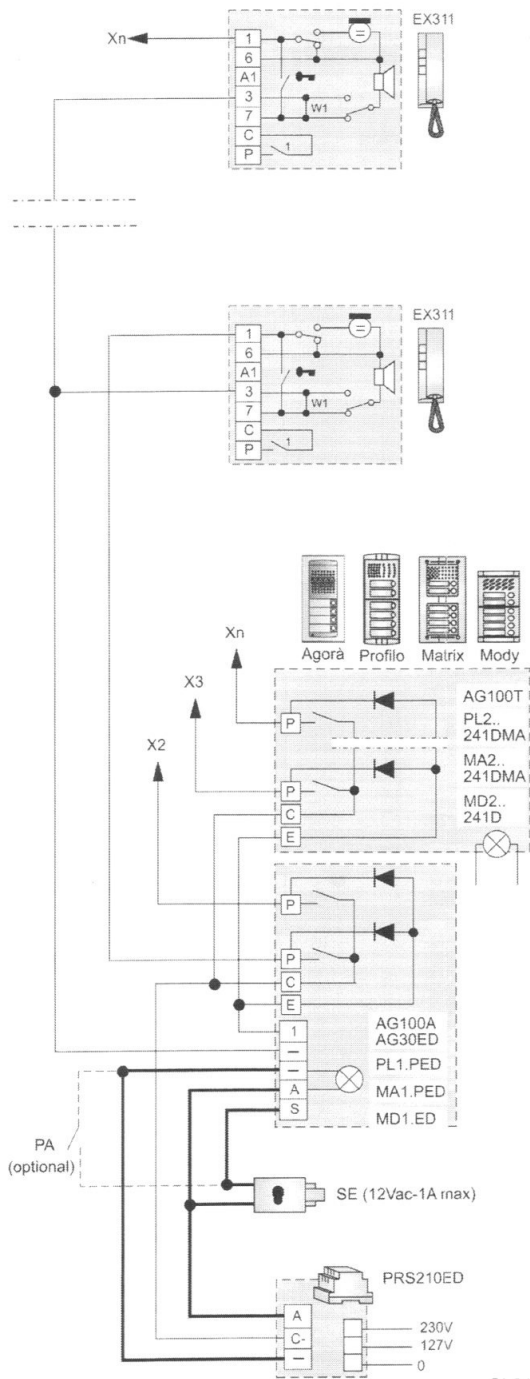 EX311
Xn
1
6
A1
3
7
C
P
W1
1
EX311
1
6
A1
3
7
C
P
W1
1
Agorà Profilo Matrix Mody
Xn
X3
X2
P
P
C
E
AG100T
PL2..
241DMA
MA2..
241DMA
MD2..
241D
P
P
C
E
1
—
—
A
S
AG100A
AG30ED
PL1.PED
MA1.PED
MD1.ED
PA
(optional)
SE (12Vac-1A max)
PRS210ED
A
C-
—
230V
127V
0